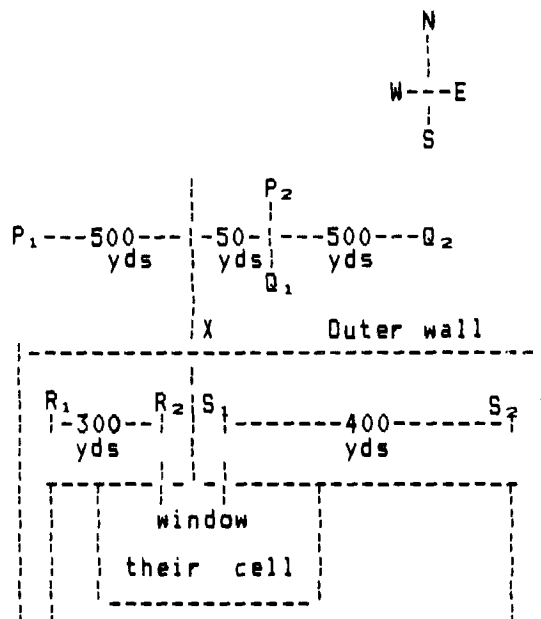 N
W E
S
P₂
P₁ 500 50 500 Q₂
yds yds yds
Q₁
X Outer wall
R₁ R₂ S₁ S₂
300 400
yds yds
window
their cell